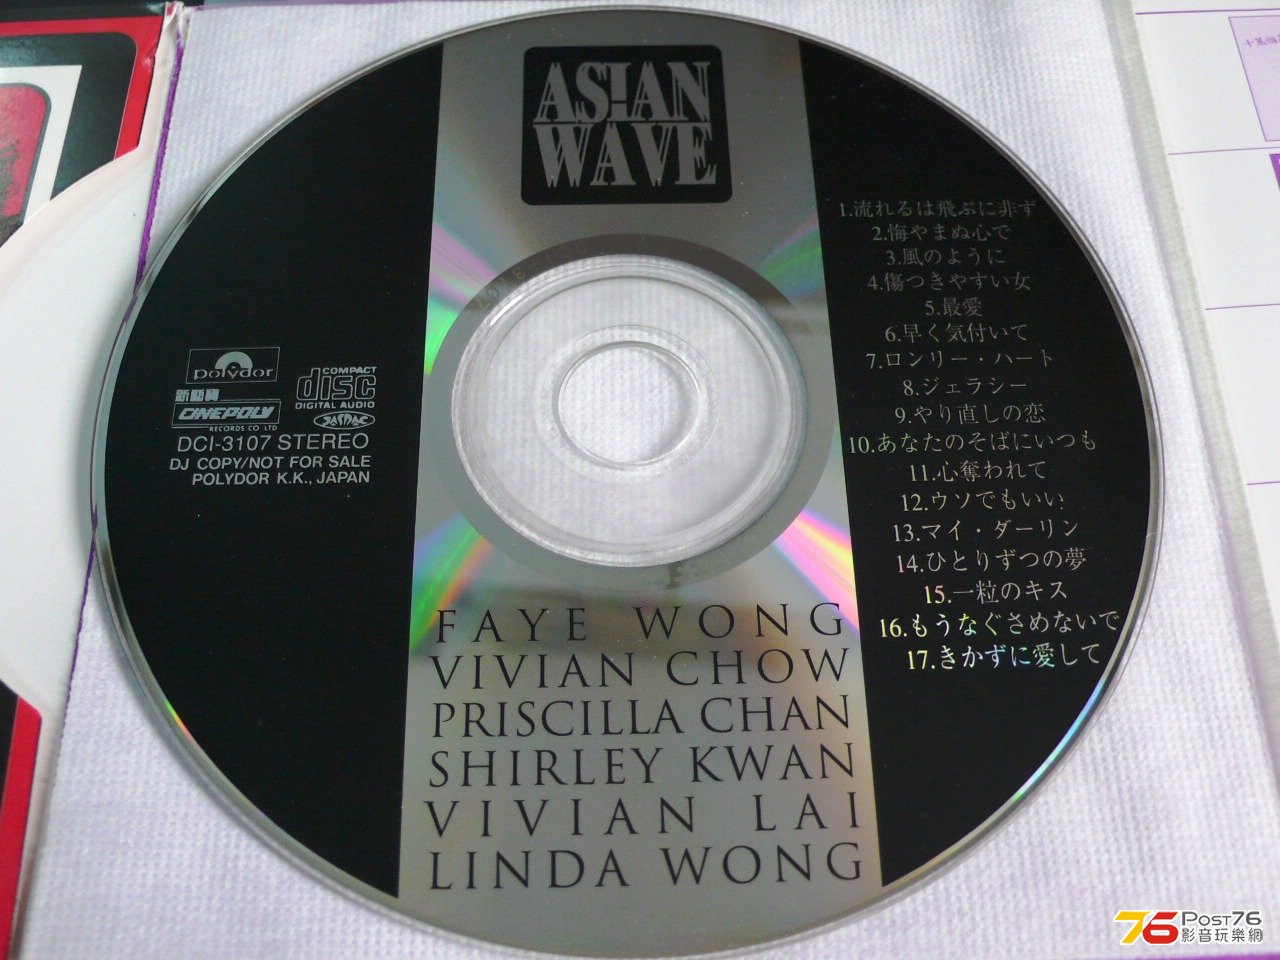 ASIAN
WAVE
1.流れるは飛ぶに非ず
2.悔やまぬ心で
3.風のように
4.傷つきやすい女
5.最愛
6.早く気付いて
7.ロンリー・ハート
8.ジェラシー
9.やり直しの恋
10.あなたのそばにいつも
11.心奪われて
12.ウソでもいい
13.マイ・ダーリン
14.ひとりずつの夢
15.一粒のキス
16.もうなぐさめないで
17.きかずに愛して
polydor
新藝寶
CINEPOLY
RECORDS CO LTD
COMPACT
disc
DIGITAL AUDIO
JASRAC
DCI-3107 STEREO
DJ COPY/NOT FOR SALE
POLYDOR K.K., JAPAN
FAYE WONG
VIVIAN CHOW
PRISCILLA CHAN
SHIRLEY KWAN
VIVIAN LAI
LINDA WONG
76 POST76
影音玩樂網